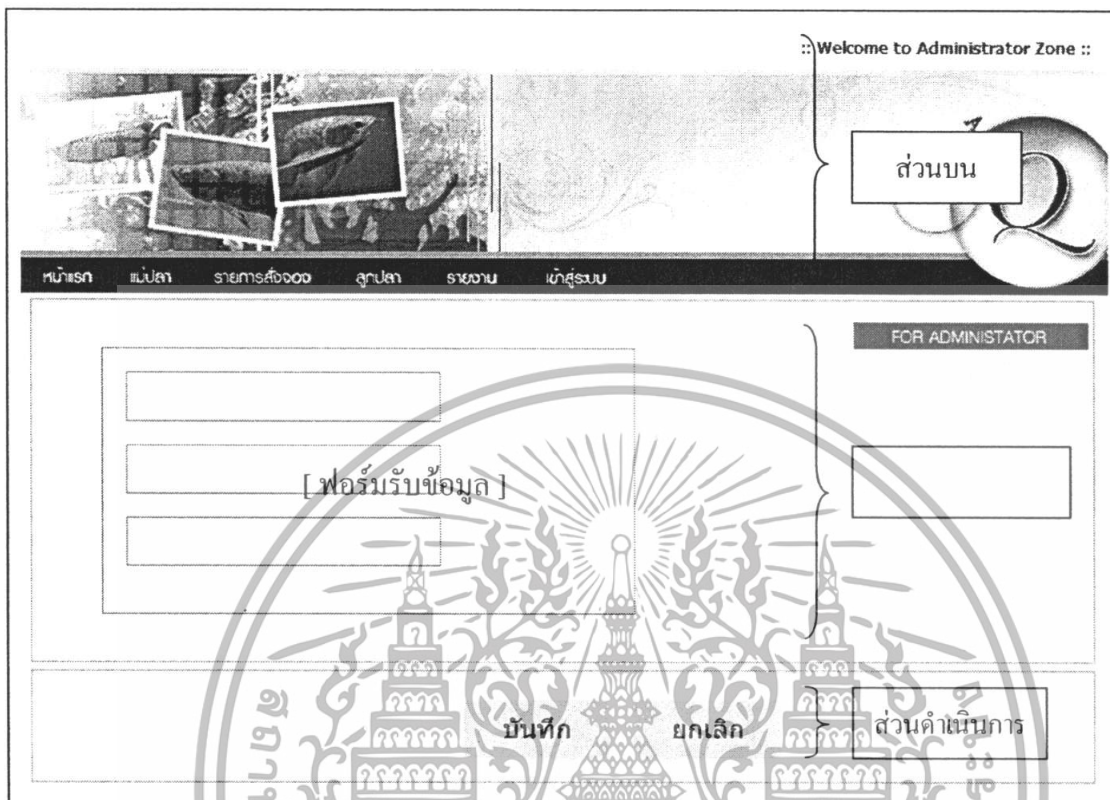 :: Welcome to Administrator Zone ::
ส่วนบน
หน้าแรก แม่ปลา รายการสั่งจอง ลูกปลา รายงาน เข้าสู่ระบบ
FOR ADMINISTATOR
[ ฟอร์มรับข้อมูล ]
บันทึก ยกเลิก
ส่วนดำเนินการ